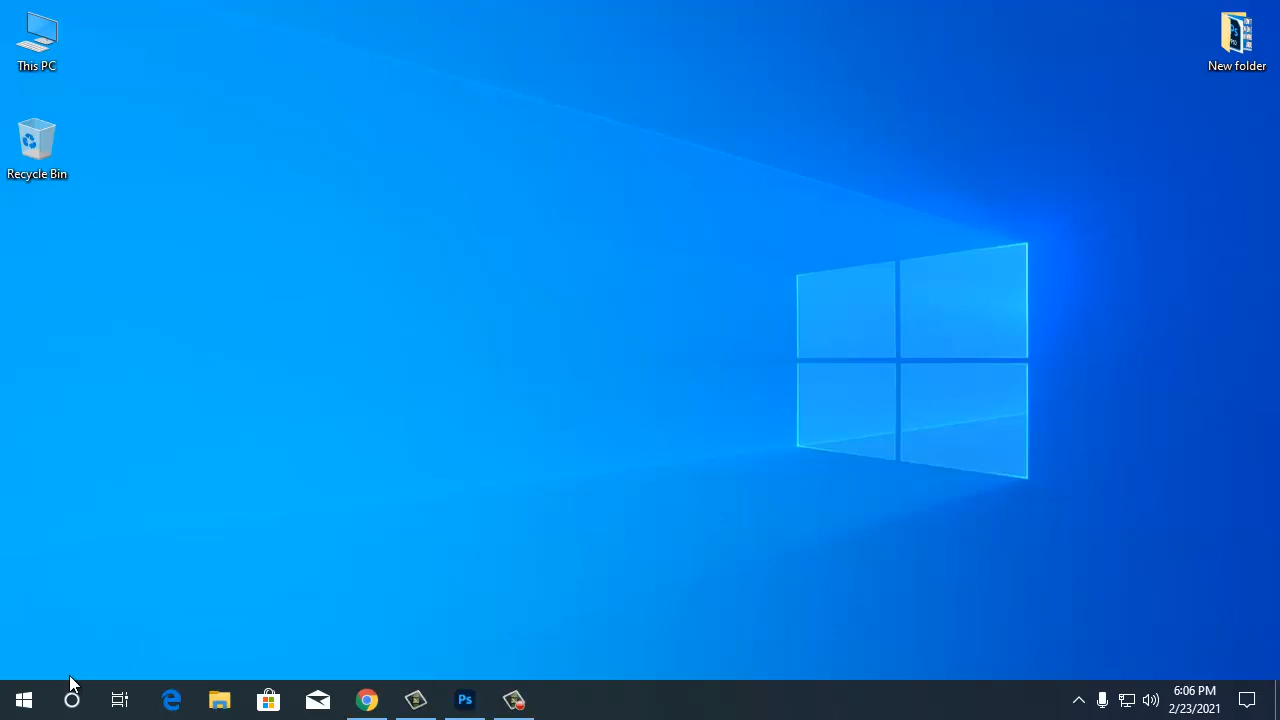 This PC
New folder
Recycle Bin
Ps
6:06 PM
2/23/2021